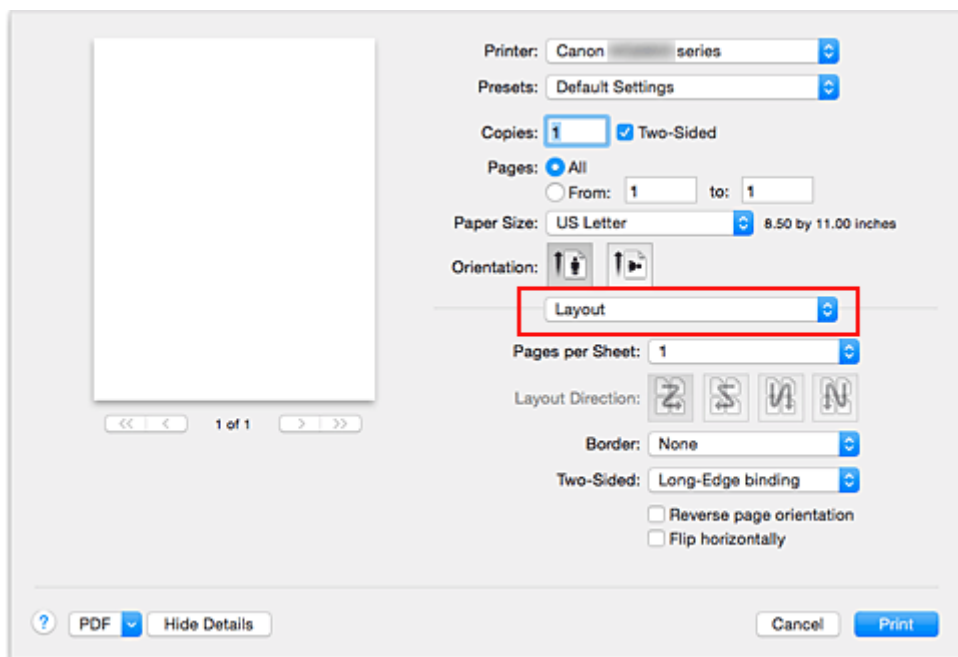 Printer: Canon series
Presets: Default Settings
Copies: 1 Two-Sided
Pages: All
From: 1 to: 1
Paper Size: US Letter 8.50 by 11.00 inches
Orientation:
Layout
Pages per Sheet: 1
Layout Direction:
Border: None
Two-Sided: Long-Edge binding
Reverse page orientation
Flip horizontally
<< < 1 of 1 > >>
? PDF Hide Details Cancel Print